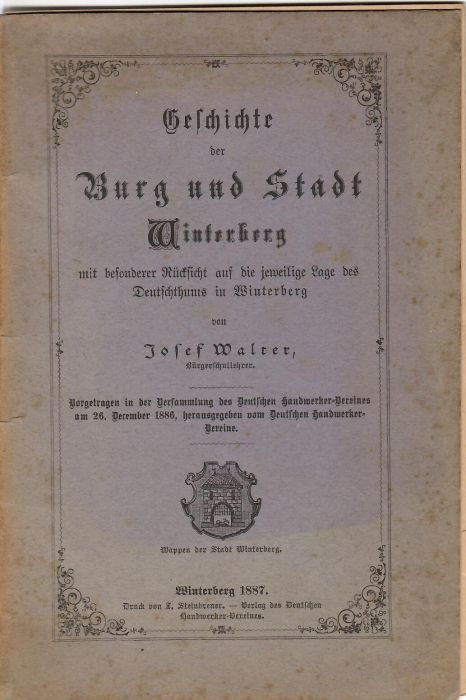 Geschichte
der
Burg und Stadt
Winterberg
mit besonderer Rücksicht auf die jeweilige Lage des
Deutschthums in Winterberg
von
Josef Walter,
Bürgerschullehrer.
Vorgetragen in der Versammlung des Deutschen Handwerker-Vereines
am 26. December 1886, herausgegeben vom Deutschen Handwerker-
Vereine.
Wappen der Stadt Winterberg.
Winterberg 1887.
Druck von J. Steinbrener. — Verlag des Deutschen
Handwerker-Vereines.